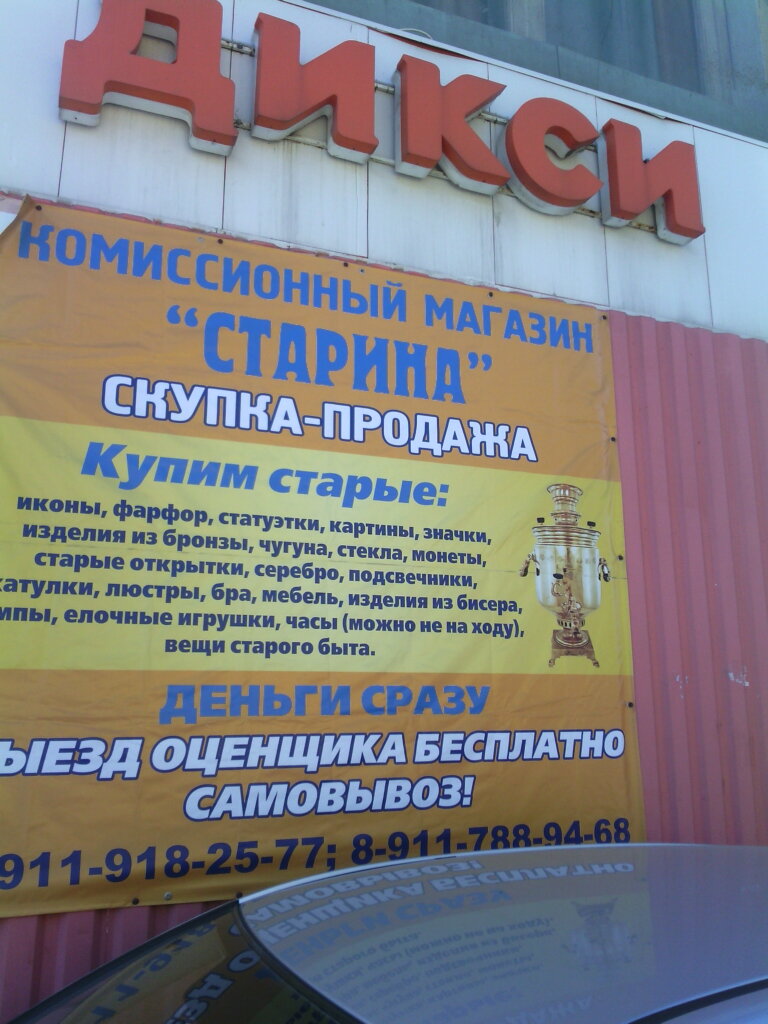 ДИКСИ
КОМИССИОННЫЙ МАГАЗИН
"СТАРИНА"
СКУПКА-ПРОДАЖА
Купим старые:
иконы, фарфор, статуэтки, картины, значки,
изделия из бронзы, чугуна, стекла, монеты,
старые открытки, серебро, подсвечники,
катулки, люстры, бра, мебель, изделия из бисера,
мпы, елочные игрушки, часы (можно не на ходу),
вещи старого быта.
ДЕНЬГИ СРАЗУ
ЫЕЗД ОЦЕНЩИКА БЕСПЛАТНО
САМОВЫВОЗ!
911-918-25-77; 8-911-788-94-68